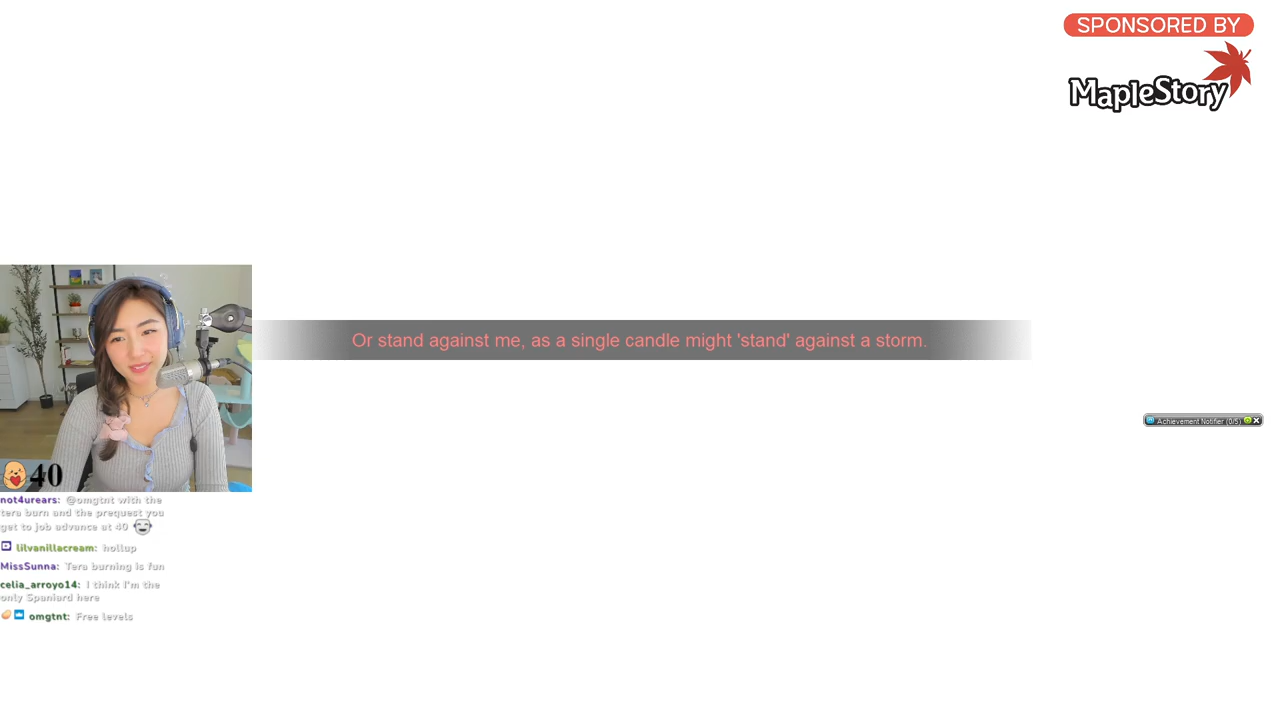 SPONSORED BY
MapleStory
Or stand against me, as a single candle might 'stand' against a storm.
Achievement Notifier (0/5)
40
not4urears: @omgtnt with the
tera burn and the prequest you
get to job advance at 40
lilvanillacream: hollup
MissSunna: Tera burning is fun
celia_arroyo14: I think I'm the
only Spaniard here
omgtnt: Free levels